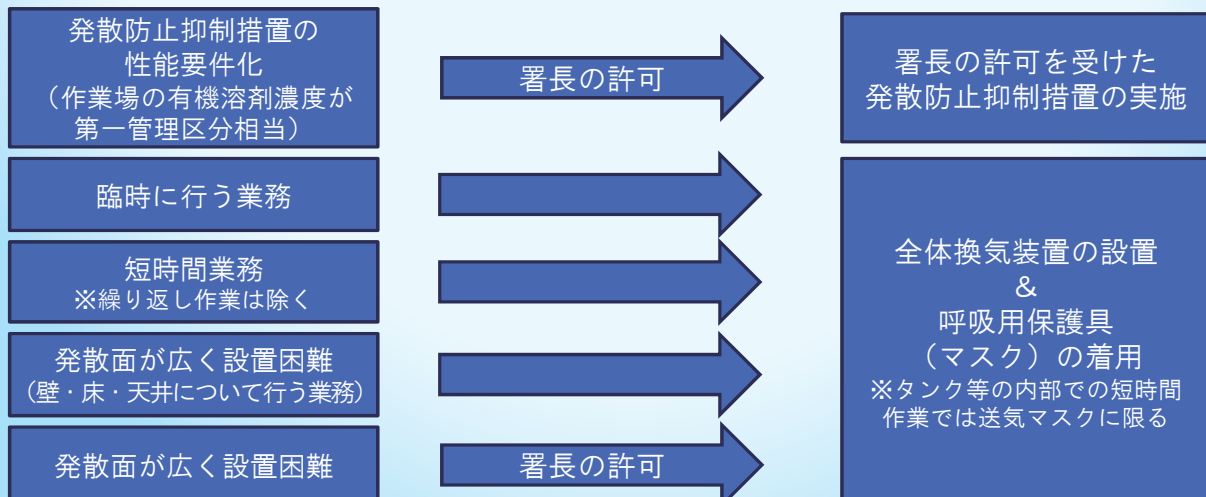 発散防止抑制措置の
性能要件化
（作業場の有機溶剤濃度が
第一管理区分相当）
署長の許可
署長の許可を受けた
発散防止抑制措置の実施
臨時に行う業務
短時間業務
※繰り返し作業は除く
発散面が広く設置困難
（壁・床・天井について行う業務）
発散面が広く設置困難
署長の許可
全体換気装置の設置
＆
呼吸用保護具
（マスク）の着用
※タンク等の内部での短時間
作業では送気マスクに限る